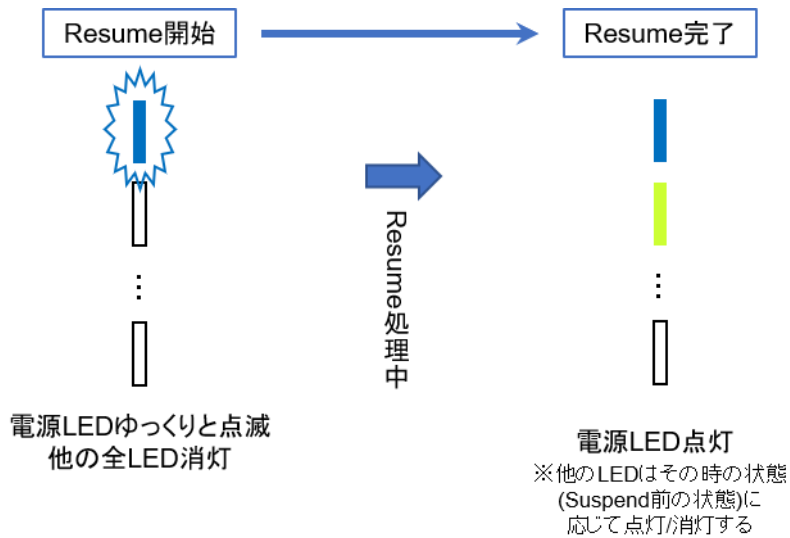 Resume開始
Resume完了
Resume処理中
電源LEDゆっくりと点滅
他の全LED消灯
電源LED点灯
※他のLEDはその時の状態
(Suspend前の状態)に
応じて点灯/消灯する